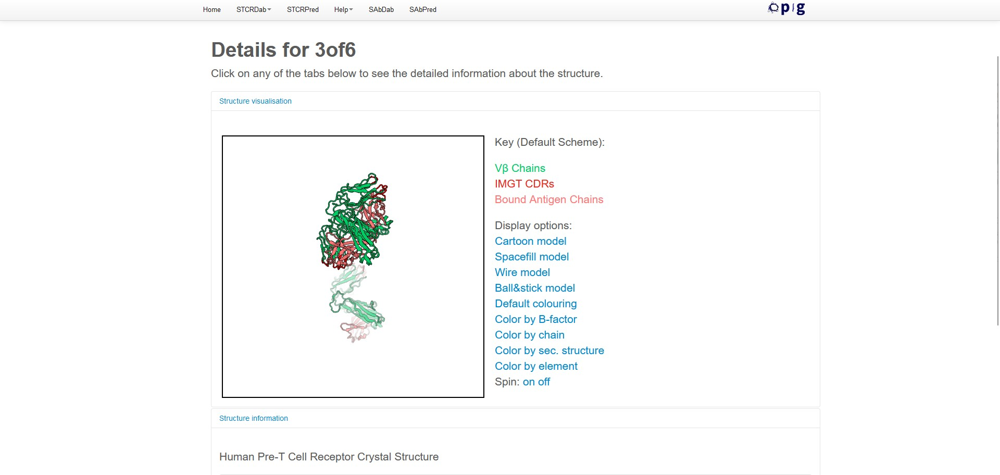 Home STCRDab STCRPred Help SAbDab SAbPred opig
Details for 3of6
Click on any of the tabs below to see the detailed information about the structure.
Structure visualisation
Key (Default Scheme):
Vβ Chains
IMGT CDRs
Bound Antigen Chains
Display options:
Cartoon model
Spacefill model
Wire model
Ball&stick model
Default colouring
Color by B-factor
Color by chain
Color by sec. structure
Color by element
Spin: on off
Structure information
Human Pre-T Cell Receptor Crystal Structure